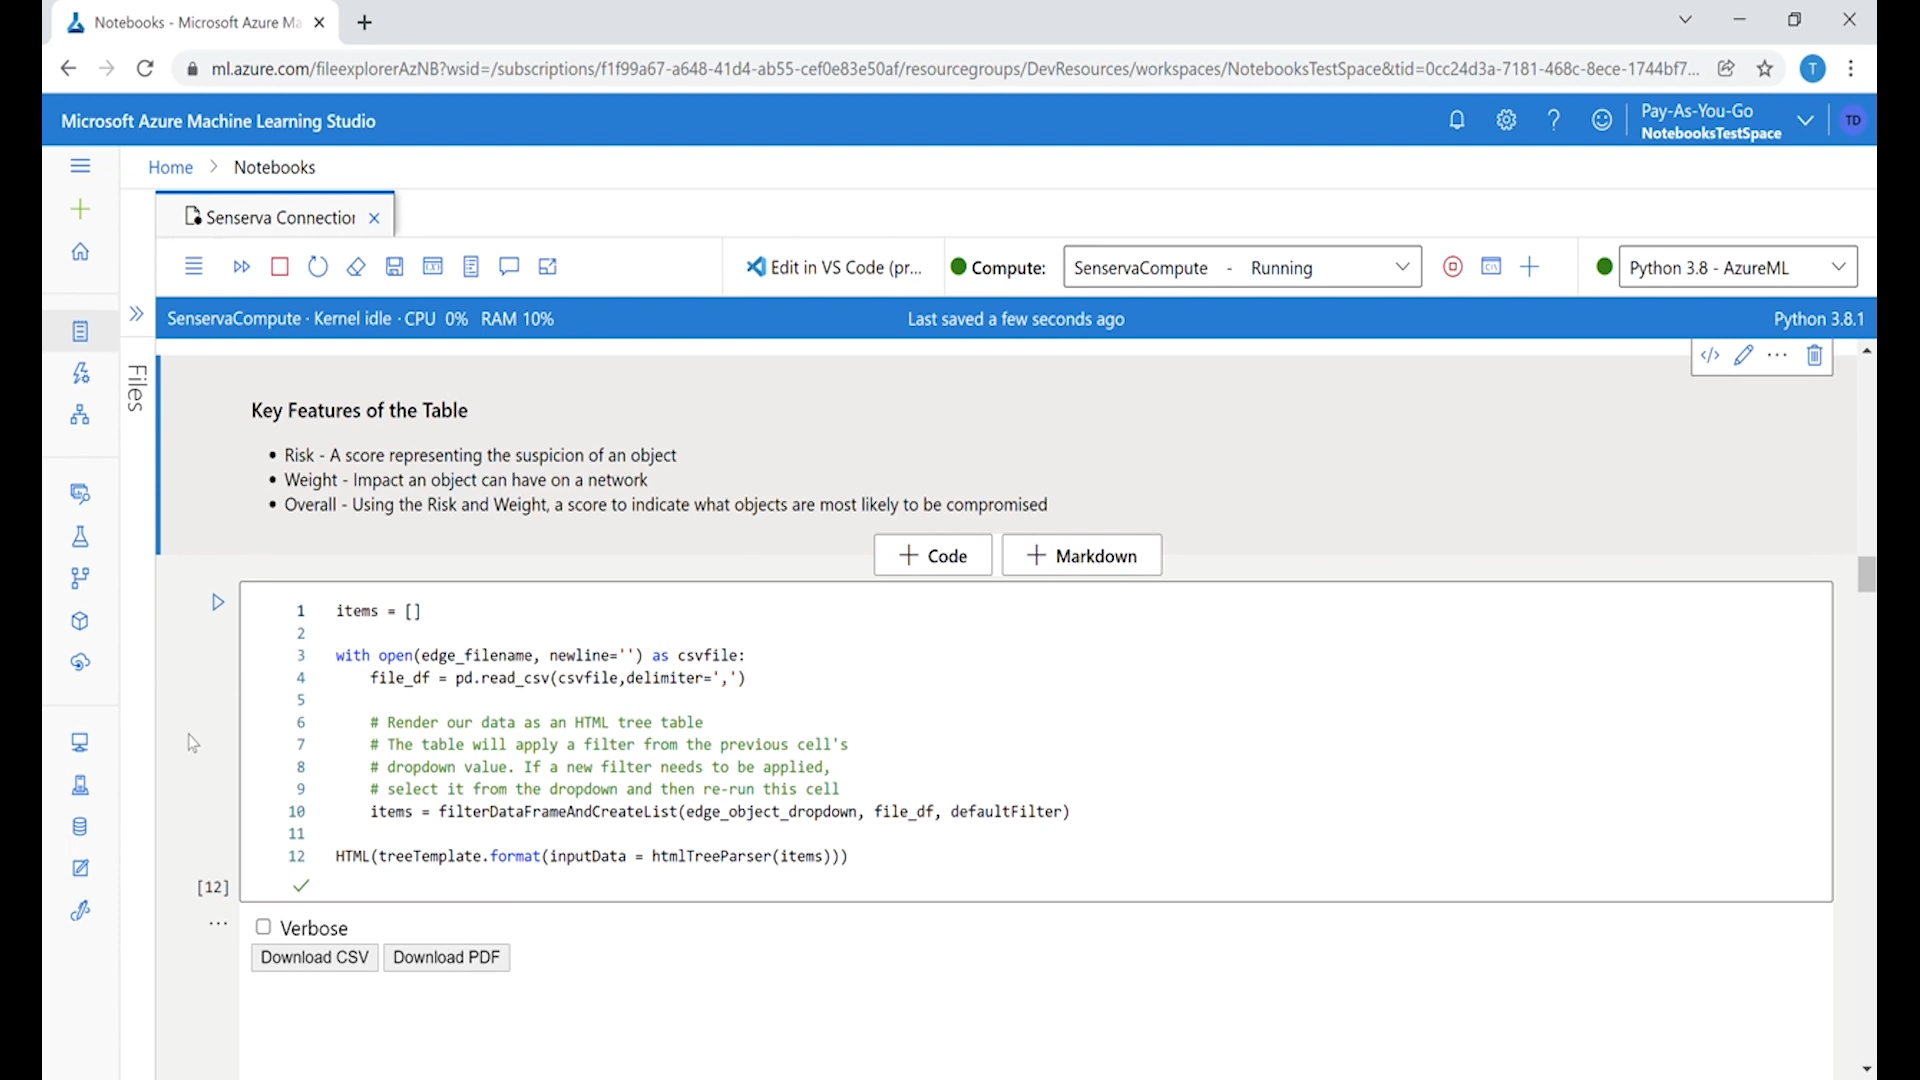 Notebooks - Microsoft Azure Ma
ml.azure.com/fileexplorerAzNB?wsid=/subscriptions/f1f99a67-a648-41d4-ab55-cef0e83e50af/resourcegroups/DevResources/workspaces/NotebooksTestSpace&tid=0cc24d3a-7181-468c-8ece-1744bf7...
T
Microsoft Azure Machine Learning Studio
Pay-As-You-Go
NotebooksTestSpace
TD
Home > Notebooks
Senserva Connection
Edit in VS Code (pr...
Compute:
SenservaCompute - Running
Python 3.8 - AzureML
SenservaCompute · Kernel idle · CPU 0% RAM 10%
Last saved a few seconds ago
Python 3.8.1
Files
Key Features of the Table
• Risk - A score representing the suspicion of an object
• Weight - Impact an object can have on a network
• Overall - Using the Risk and Weight, a score to indicate what objects are most likely to be compromised
+ Code
+ Markdown
1 items = []
2
3 with open(edge_filename, newline='') as csvfile:
4 file_df = pd.read_csv(csvfile,delimiter=',')
5
6 # Render our data as an HTML tree table
7 # The table will apply a filter from the previous cell's
8 # dropdown value. If a new filter needs to be applied,
9 # select it from the dropdown and then re-run this cell
10 items = filterDataFrameAndCreateList(edge_object_dropdown, file_df, defaultFilter)
11
12 HTML(treeTemplate.format(inputData = htmlTreeParser(items)))
[12]
Verbose
Download CSV
Download PDF